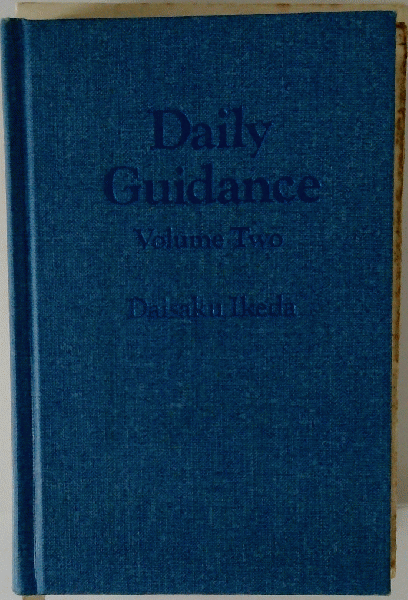 Daily
Guidance
Volume Two
Daisaku Ikeda